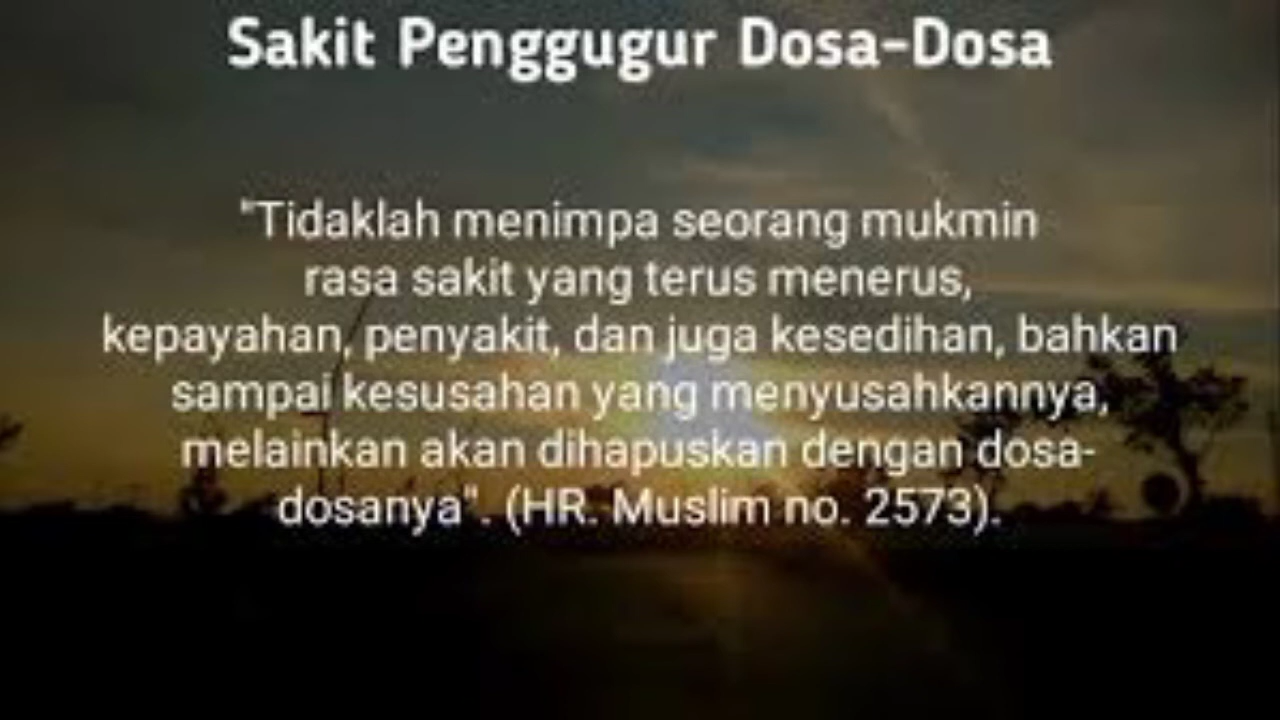 Sakit Penggugur Dosa-Dosa
"Tidaklah menimpa seorang mukmin
rasa sakit yang terus menerus,
kepayahan, penyakit, dan juga kesedihan, bahkan
sampai kesusahan yang menyusahkannya,
melainkan akan dihapuskan dengan dosa-
dosanya". (HR. Muslim no. 2573).